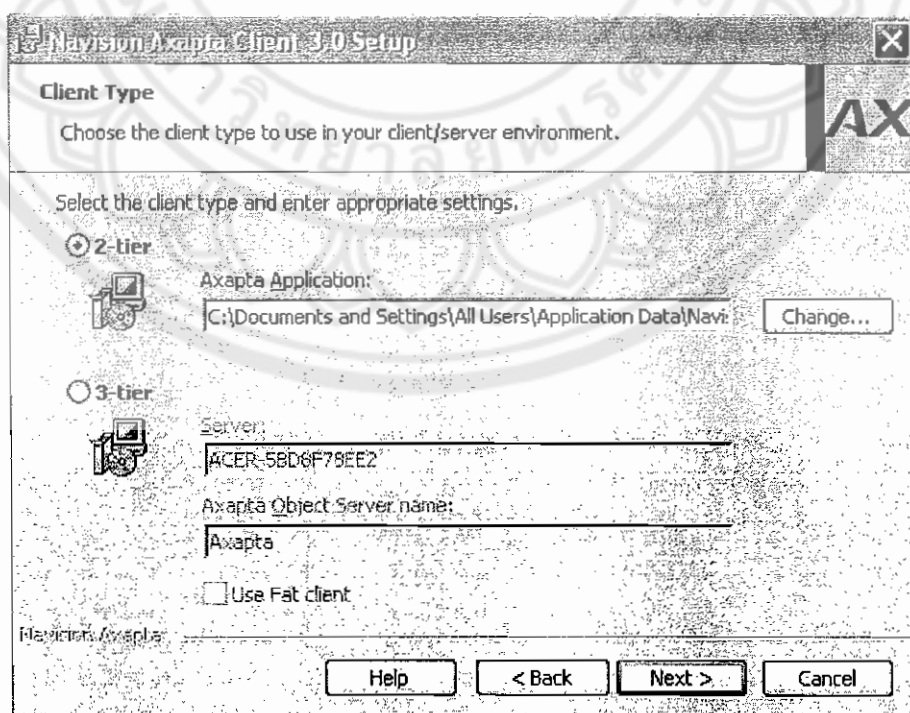 Navision Axapta Client 3.0 Setup
Client Type
Choose the client type to use in your client/server environment.
AX
Select the client type and enter appropriate settings.
2-tier
Axapta Application:
C:\Documents and Settings\All Users\Application Data\Navi
Change...
3-tier
Server:
ACER-58D8F78EE2
Axapta Object Server name:
Axapta
Use Fat client
Navision Axapta
Help
< Back
Next >
Cancel